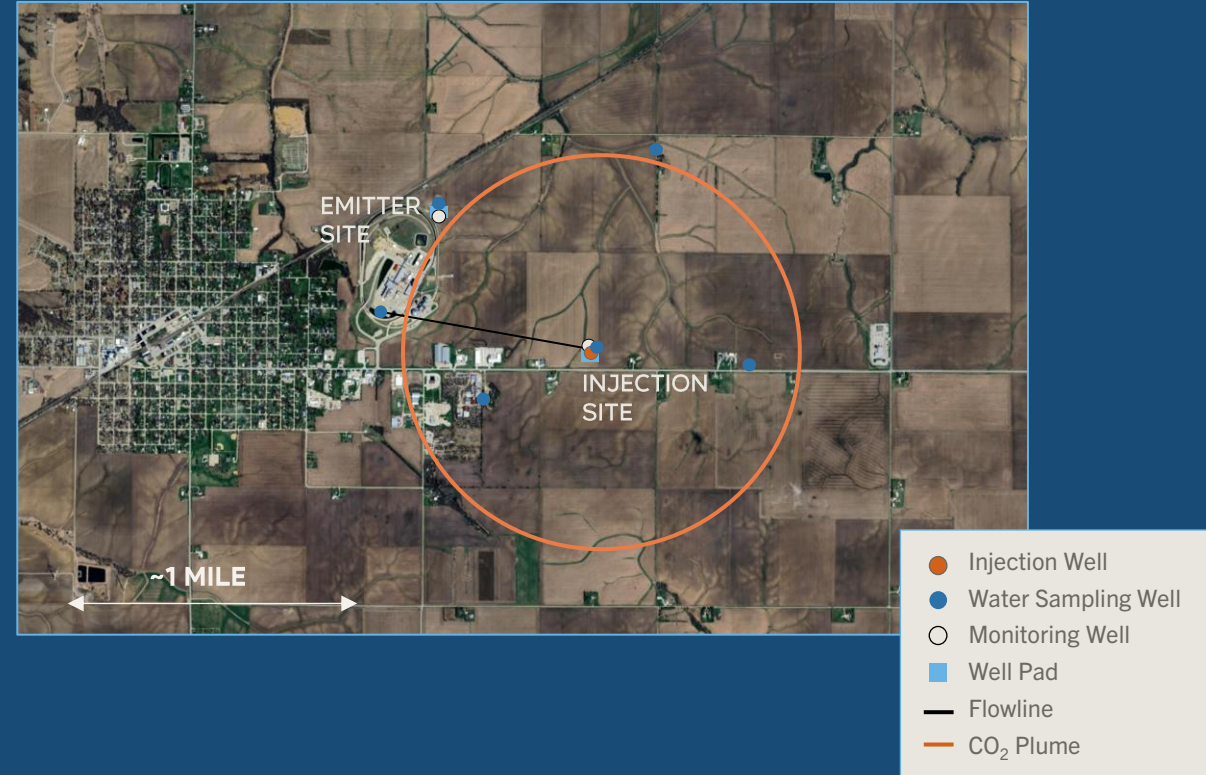 EMITTER
SITE
INJECTION
SITE
~1 MILE
Injection Well
Water Sampling Well
Monitoring Well
Well Pad
Flowline
CO₂ Plume